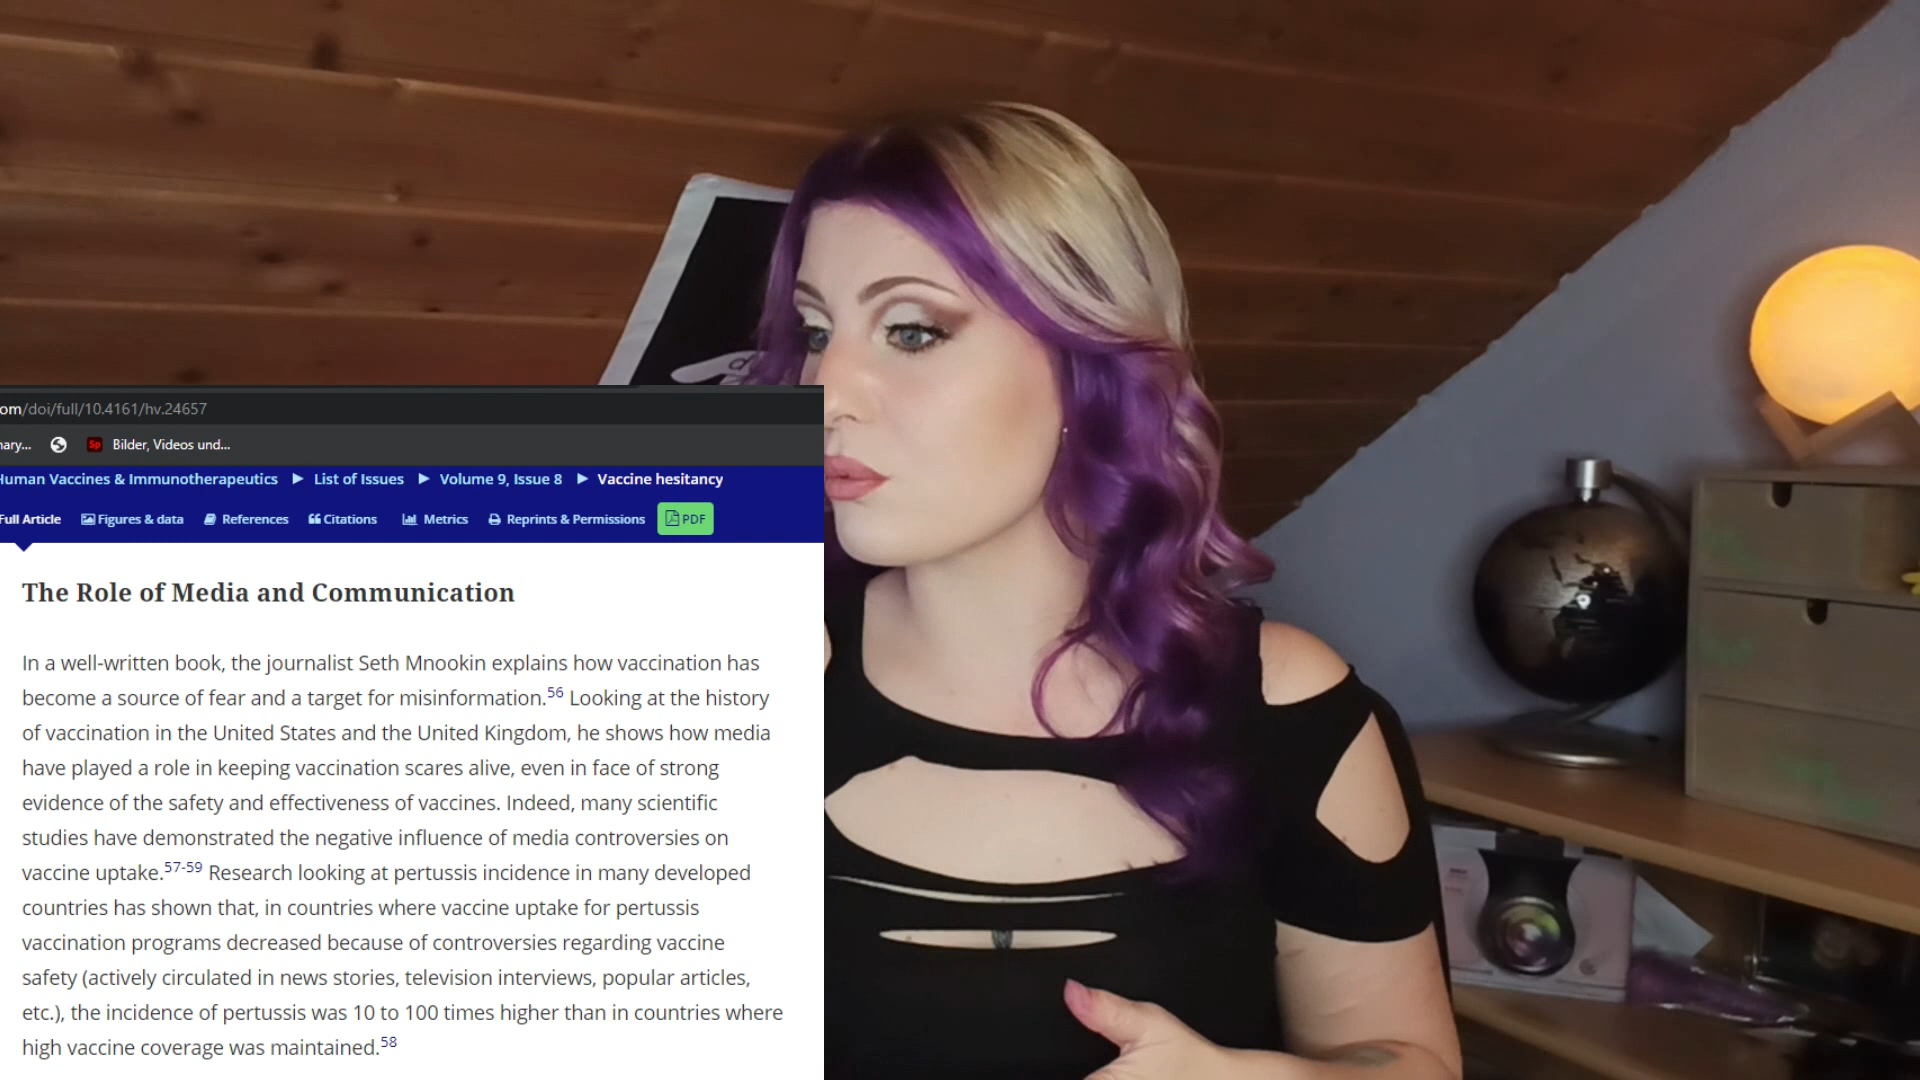 om/doi/full/10.4161/hv.24657
nary... Sp Bilder, Videos und...
Human Vaccines & Immunotherapeutics ▶ List of Issues ▶ Volume 9, Issue 8 ▶ Vaccine hesitancy
Full Article Figures & data References Citations Metrics Reprints & Permissions PDF
The Role of Media and Communication
In a well-written book, the journalist Seth Mnookin explains how vaccination has
become a source of fear and a target for misinformation.56 Looking at the history
of vaccination in the United States and the United Kingdom, he shows how media
have played a role in keeping vaccination scares alive, even in face of strong
evidence of the safety and effectiveness of vaccines. Indeed, many scientific
studies have demonstrated the negative influence of media controversies on
vaccine uptake.57-59 Research looking at pertussis incidence in many developed
countries has shown that, in countries where vaccine uptake for pertussis
vaccination programs decreased because of controversies regarding vaccine
safety (actively circulated in news stories, television interviews, popular articles,
etc.), the incidence of pertussis was 10 to 100 times higher than in countries where
high vaccine coverage was maintained.58